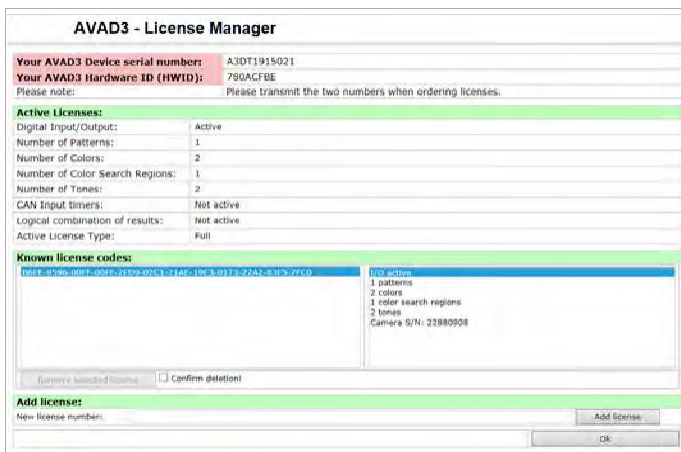 AVAD3 - License Manager
Your AVAD3 Device serial number: A3DT1915021
Your AVAD3 Hardware ID (HWID): 780ACFBE
Please note: Please transmit the two numbers when ordering licenses.
Active Licenses:
Digital Input/Output: Active
Number of Patterns: 1
Number of Colors: 2
Number of Color Search Regions: 1
Number of Tones: 2
CAN Input timers: Not active
Logical combination of results: Not active
Active License Type: Full
Known license codes:
I/O active
1 patterns
2 colors
1 color search regions
2 tones
Camera S/N: 22880908
Remove selected license Confirm deletion!
Add license:
New license number: Add license
Ok